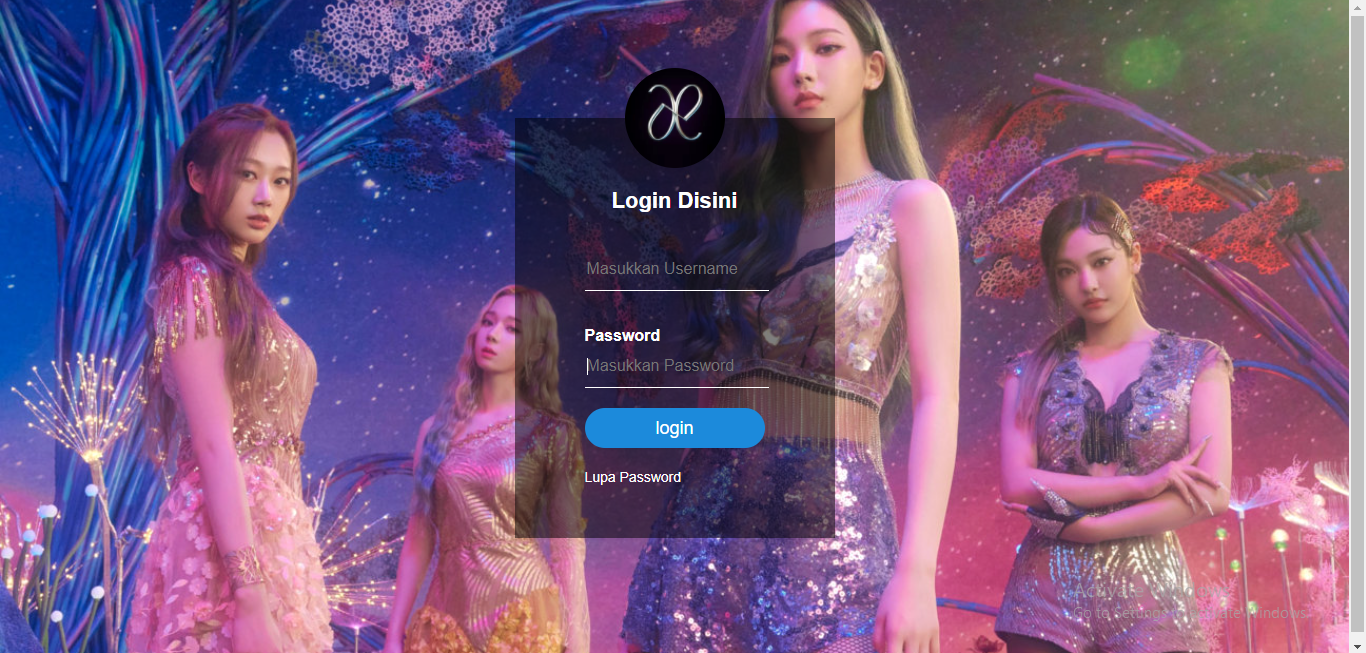 æ
Login Disini
Masukkan Username
Password
Masukkan Password
login
Lupa Password
Activate Windows
Go to Settings to activate Windows.